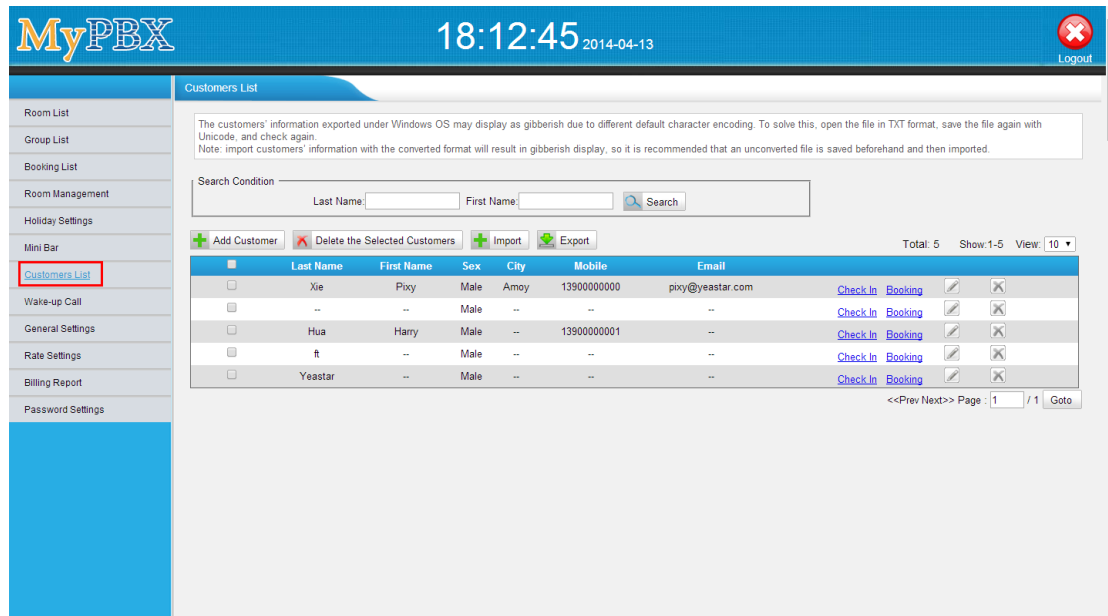 MyPBX
18:12:45 2014-04-13
Logout
Customers List
Room List
Group List
Booking List
Room Management
Holiday Settings
Mini Bar
Customers List
Wake-up Call
General Settings
Rate Settings
Billing Report
Password Settings
The customers' information exported under Windows OS may display as gibberish due to different default character encoding. To solve this, open the file in TXT format, save the file again with
Unicode, and check again.
Note: import customers' information with the converted format will result in gibberish display, so it is recommended that an unconverted file is saved beforehand and then imported.
Search Condition
Last Name: First Name: Search
Add Customer Delete the Selected Customers Import Export Total: 5 Show:1-5 View: 10
Last Name First Name Sex City Mobile Email
Xie Pixy Male Amoy 13900000000 pixy@yeastar.com Check In Booking
-- -- Male -- -- -- Check In Booking
Hua Harry Male -- 13900000001 -- Check In Booking
ft -- Male -- -- -- Check In Booking
Yeastar -- Male -- -- -- Check In Booking
<<Prev Next>> Page : 1 / 1 Goto